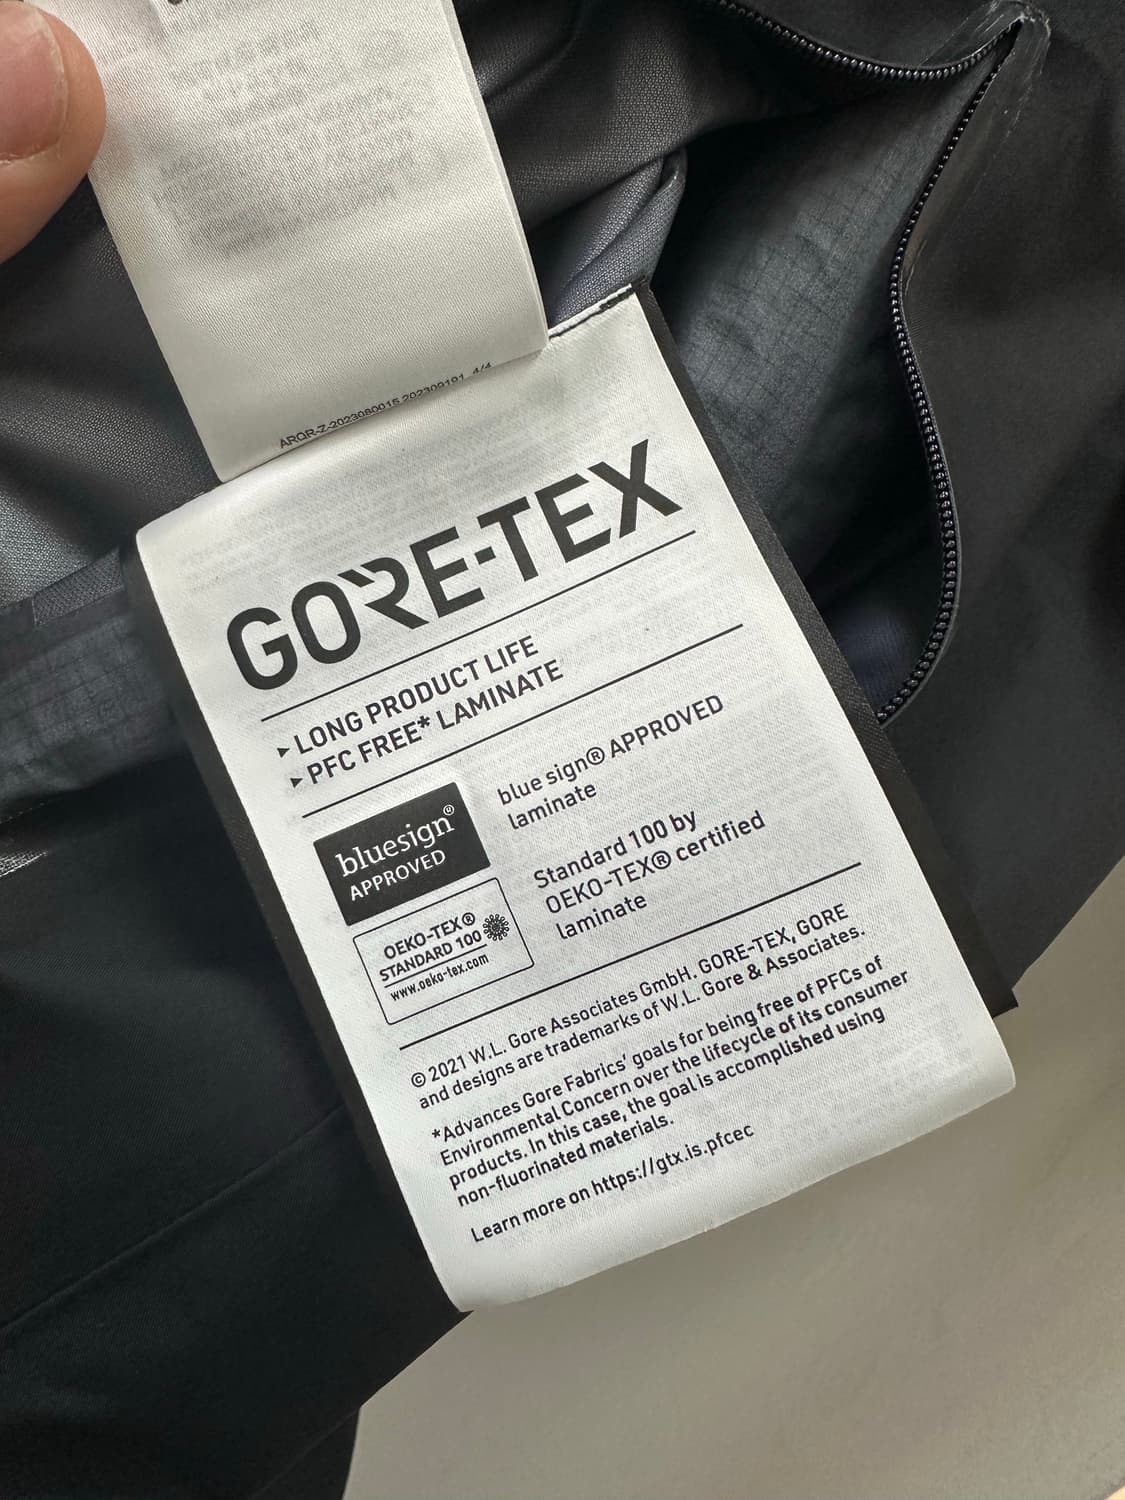 ARQR-Z-2023080015 202309191 4/4
GORE-TEX
▸ LONG PRODUCT LIFE
▸ PFC FREE* LAMINATE
bluesign®
APPROVED
blue sign® APPROVED
laminate
OEKO-TEX®
STANDARD 100
www.oeko-tex.com
Standard 100 by
OEKO-TEX® certified
laminate
© 2021 W.L. Gore Associates GmbH. GORE-TEX, GORE
and designs are trademarks of W.L. Gore & Associates.
*Advances Gore Fabrics' goals for being free of PFCs of
Environmental Concern over the lifecycle of its consumer
products. In this case, the goal is accomplished using
non-fluorinated materials.
Learn more on https://gtx.is.pfcec